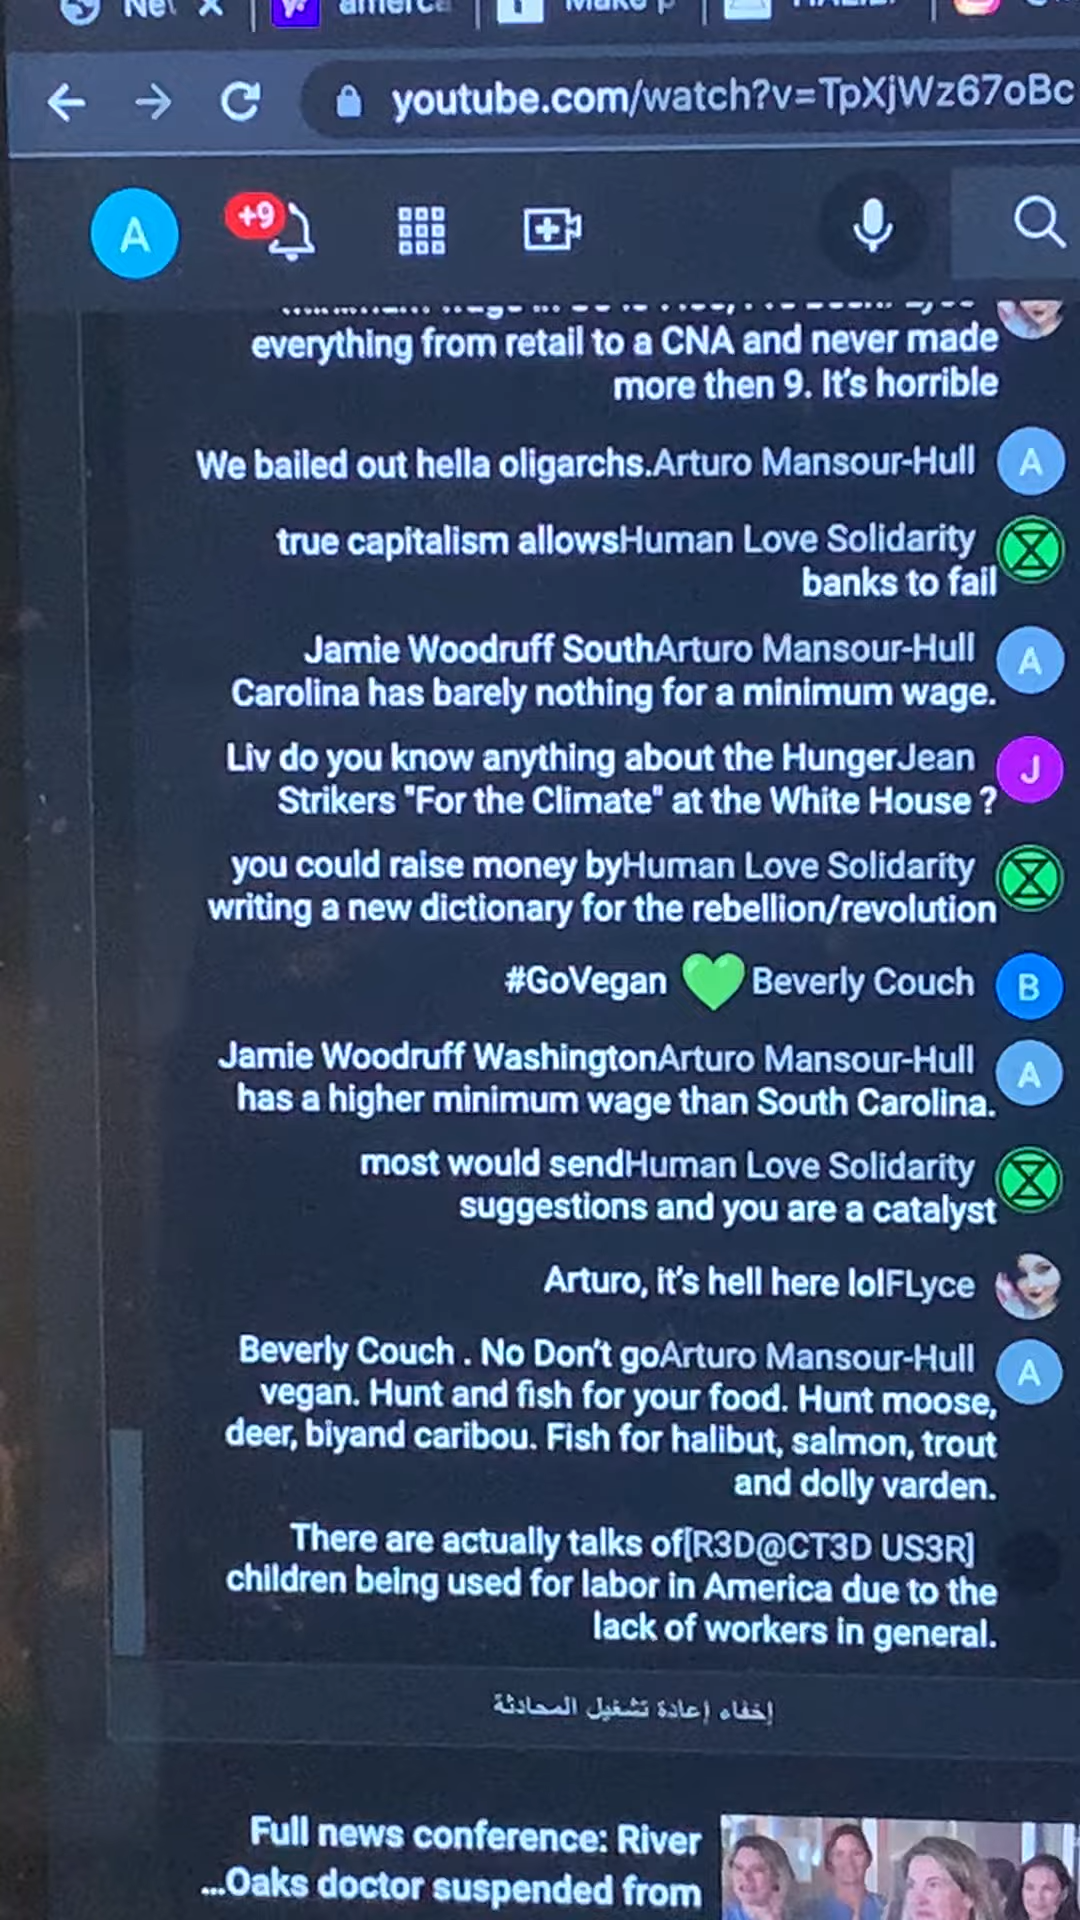 youtube.com/watch?v=TpXjWz67oBc
A
+9
everything from retail to a CNA and never made
more then 9. It's horrible
We bailed out hella oligarchs.Arturo Mansour-Hull
A
true capitalism allowsHuman Love Solidarity
banks to fail
Jamie Woodruff SouthArturo Mansour-Hull
A
Carolina has barely nothing for a minimum wage.
Liv do you know anything about the HungerJean
J
Strikers "For the Climate" at the White House ?
you could raise money byHuman Love Solidarity
writing a new dictionary for the rebellion/revolution
#GoVegan 💚 Beverly Couch
B
Jamie Woodruff WashingtonArturo Mansour-Hull
A
has a higher minimum wage than South Carolina.
most would sendHuman Love Solidarity
suggestions and you are a catalyst
Arturo, it's hell here lolFLyce
Beverly Couch . No Don't goArturo Mansour-Hull
A
vegan. Hunt and fish for your food. Hunt moose,
deer, biyand caribou. Fish for halibut, salmon, trout
and dolly varden.
There are actually talks of[R3D@CT3D US3R]
children being used for labor in America due to the
lack of workers in general.
إخفاء إعادة تشغيل المحادثة
Full news conference: River
...Oaks doctor suspended from